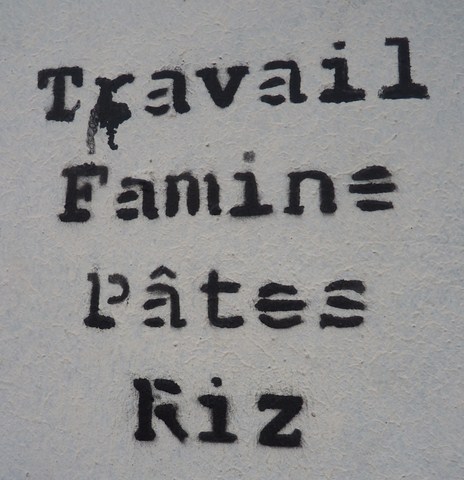 Travail
Famine
Pâtes
Riz